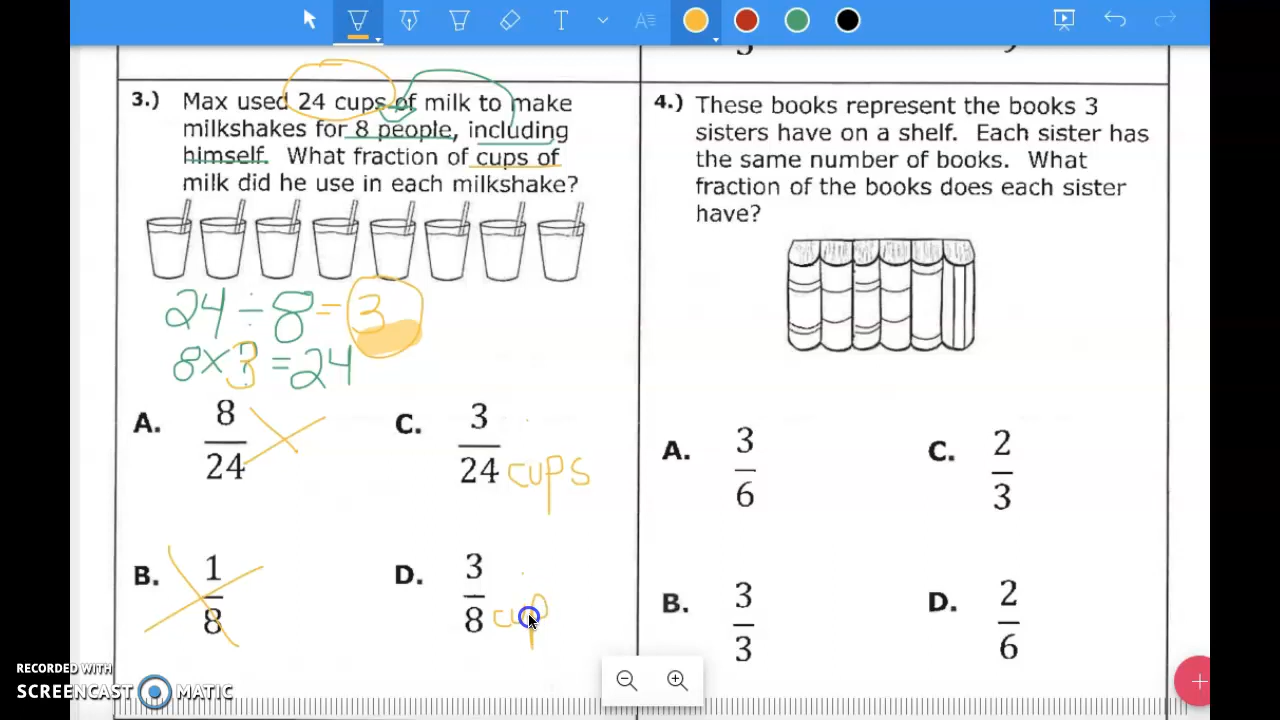 T
A
3
3.) Max used 24 cups of milk to make
milkshakes for 8 people, including
himself. What fraction of cups of
milk did he use in each milkshake?
24 ÷ 8 = 3
8 x 3 = 24
A. 8/24
C. 3/24 cups
B. 1/8
D. 3/8 cup
4.) These books represent the books 3
sisters have on a shelf. Each sister has
the same number of books. What
fraction of the books does each sister
have?
A. 3/6
C. 2/3
B. 3/3
D. 2/6
RECORDED WITH
SCREENCAST MATIC